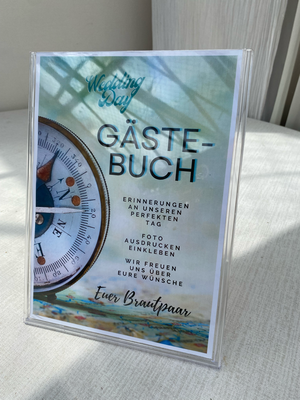 Wedding
Day
GÄSTE-
BUCH
ERINNERUNGEN
AN UNSEREN
PERFEKTEN
TAG
FOTO
AUSDRUCKEN
EINKLEBEN
WIR FREUEN
UNS ÜBER
EURE WÜNSCHE
Euer Brautpaar
N
E